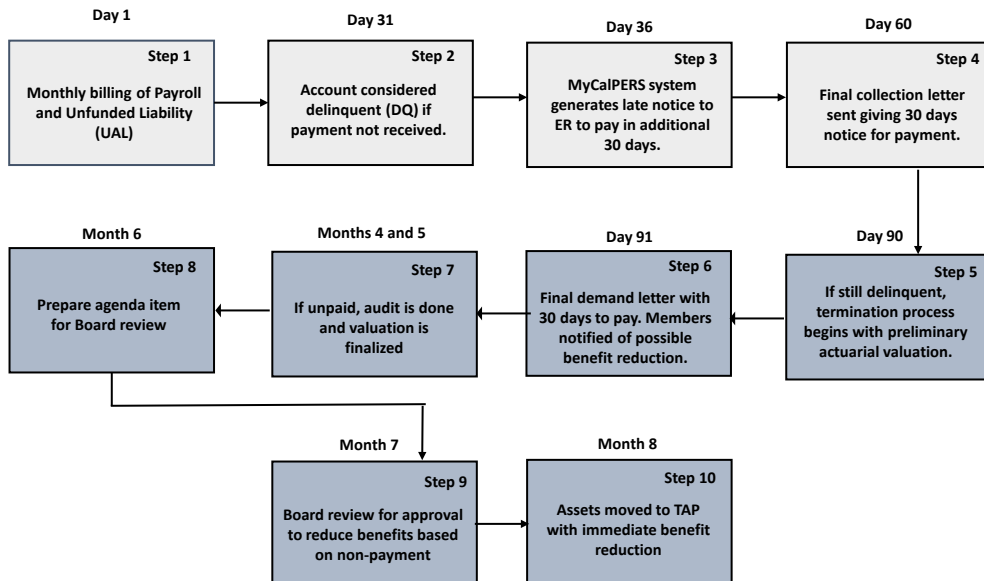 Day 1
Step 1
Monthly billing of Payroll
and Unfunded Liability
(UAL)
Day 31
Step 2
Account considered
delinquent (DQ) if
payment not received.
Day 36
Step 3
MyCalPERS system
generates late notice to
ER to pay in additional
30 days.
Day 60
Step 4
Final collection letter
sent giving 30 days
notice for payment.
Day 90
Step 5
If still delinquent,
termination process
begins with preliminary
actuarial valuation.
Day 91
Step 6
Final demand letter with
30 days to pay. Members
notified of possible
benefit reduction.
Months 4 and 5
Step 7
If unpaid, audit is done
and valuation is
finalized
Month 6
Step 8
Prepare agenda item
for Board review
Month 7
Step 9
Board review for approval
to reduce benefits based
on non-payment
Month 8
Step 10
Assets moved to TAP
with immediate benefit
reduction